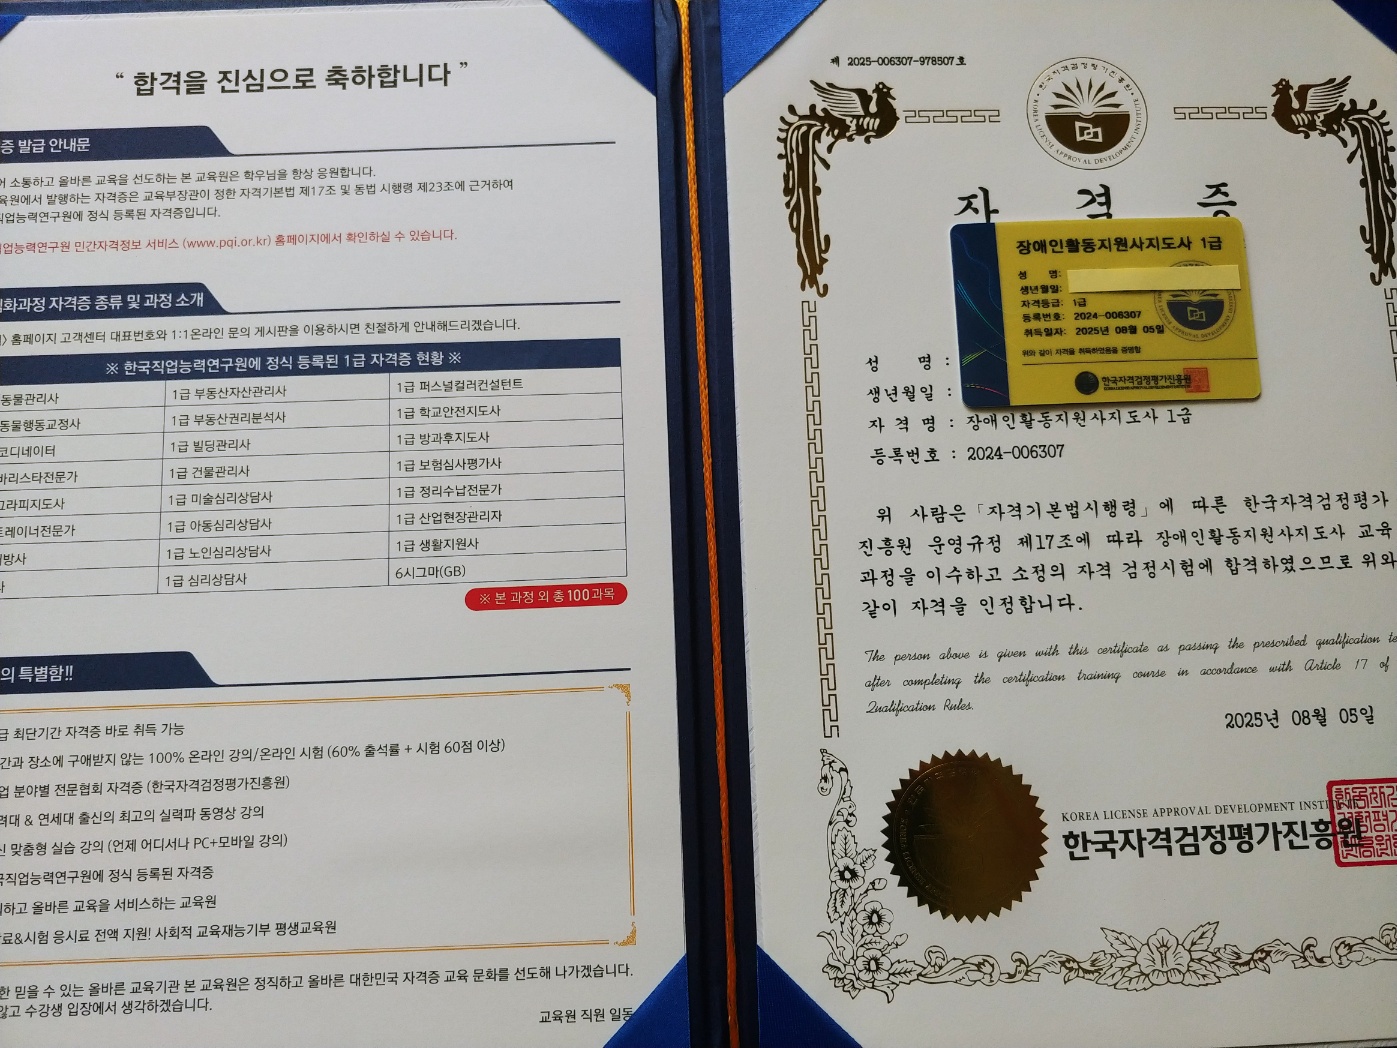 “ 합격을 진심으로 축하합니다 ”
증 발급 안내문
소통하고 올바른 교육을 선도하는 본 교육원은 학우님을 항상 응원합니다.
육원에서 발행하는 자격증은 교육부장관이 정한 자격기본법 제17조 및 동법 시행령 제23조에 근거하여
직업능력연구원에 정식 등록된 자격증입니다.
업능력연구원 민간자격정보 서비스 (www.pqi.or.kr) 홈페이지에서 확인하실 수 있습니다.
화과정 자격증 종류 및 과정 소개
> 홈페이지 고객센터 대표번호와 1:1온라인 문의 게시판을 이용하시면 친절하게 안내해드리겠습니다.
※ 한국직업능력연구원에 정식 등록된 1급 자격증 현황 ※
동물관리사 1급 부동산자산관리사 1급 퍼스널컬러컨설턴트
동물행동교정사 1급 부동산권리분석사 1급 학교안전지도사
코디네이터 1급 빌딩관리사 1급 방과후지도사
바리스타전문가 1급 건물관리사 1급 보험심사평가사
그라피지도사 1급 미술심리상담사 1급 정리수납전문가
트레이너전문가 1급 아동심리상담사 1급 산업현장관리자
방사 1급 노인심리상담사 1급 생활지원사
1급 심리상담사 6시그마(GB)
※ 본 과정 외 총 100과목
의 특별함!!
급 최단기간 자격증 바로 취득 가능
간과 장소에 구애받지 않는 100% 온라인 강의/온라인 시험 (60% 출석률 + 시험 60점 이상)
업 분야별 전문협회 자격증 (한국자격검정평가진흥원)
려대 & 연세대 출신의 최고의 실력파 동영상 강의
신 맞춤형 실습 강의 (언제 어디서나 PC+모바일 강의)
국직업능력연구원에 정식 등록된 자격증
직하고 올바른 교육을 서비스하는 교육원
료&시험 응시료 전액 지원! 사회적 교육재능기부 평생교육원
한 믿을 수 있는 올바른 교육기관 본 교육원은 정직하고 올바른 대한민국 자격증 교육 문화를 선도해 나가겠습니다.
않고 수강생 입장에서 생각하겠습니다.
교육원 직원 일동
제 2025-006307-978507호
한국자격검정평가진흥원
KOREA LICENSE APPROVAL DEVELOPMENT INSTITUTE
자 격 증
장애인활동지원사지도사 1급
성 명:
생년월일:
자격등급: 1급
등록번호: 2024-006307
취득일자: 2025년 08월 05일
위와 같이 자격을 취득하였음을 증명함
한국자격검정평가진흥원
성 명 :
생년월일 :
자 격 명 : 장애인활동지원사지도사 1급
등록번호 : 2024-006307
위 사람은「자격기본법시행령」에 따른 한국자격검정평가
진흥원 운영규정 제17조에 따라 장애인활동지원사지도사 교육
과정을 이수하고 소정의 자격 검정시험에 합격하였으므로 위와
같이 자격을 인정합니다.
The person above is given with this certificate as passing the prescribed qualification te
after completing the certification training course in accordance with Article 17 of
Qualification Rules.
2025년 08월 05일
KOREA LICENSE APPROVAL DEVELOPMENT INSTITUTE
한국자격검정평가진흥원